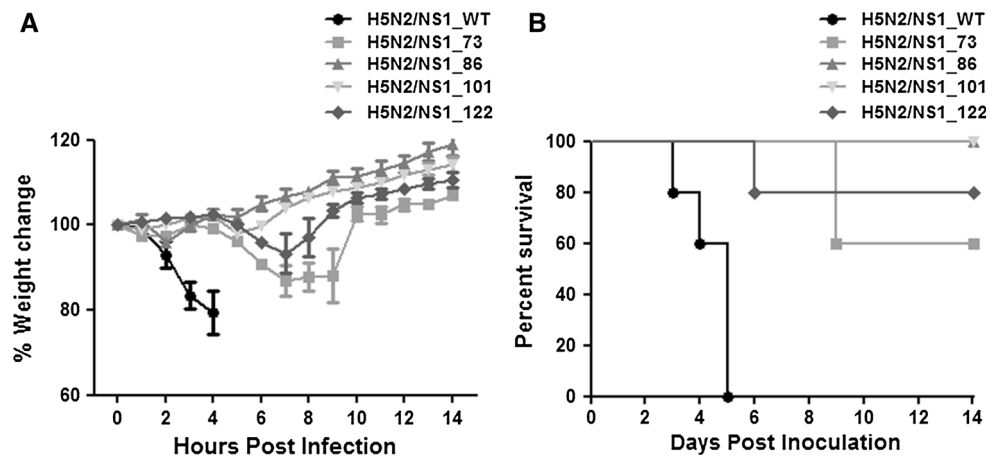 A
H5N2/NS1_WT
H5N2/NS1_73
H5N2/NS1_86
H5N2/NS1_101
H5N2/NS1_122
% Weight change
120
100
80
60
0 2 4 6 8 10 12 14
Hours Post Infection
B
H5N2/NS1_WT
H5N2/NS1_73
H5N2/NS1_86
H5N2/NS1_101
H5N2/NS1_122
Percent survival
100
80
60
40
20
0
0 2 4 6 8 10 12 14
Days Post Inoculation